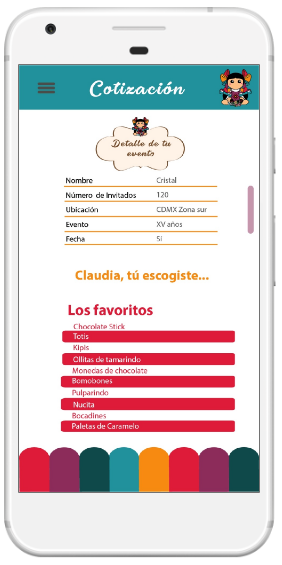 Cotización
Detalle de tu
evento
Nombre Cristal
Número de Invitados 120
Ubicación CDMX Zona sur
Evento XV años
Fecha SI
Claudia, tú escogiste...
Los favoritos
Chocolate Stick
Totis
Kipis
Ollitas de tamarindo
Monedas de chocolate
Bomobones
Pulparindo
Nucita
Bocadines
Paletas de Caramelo